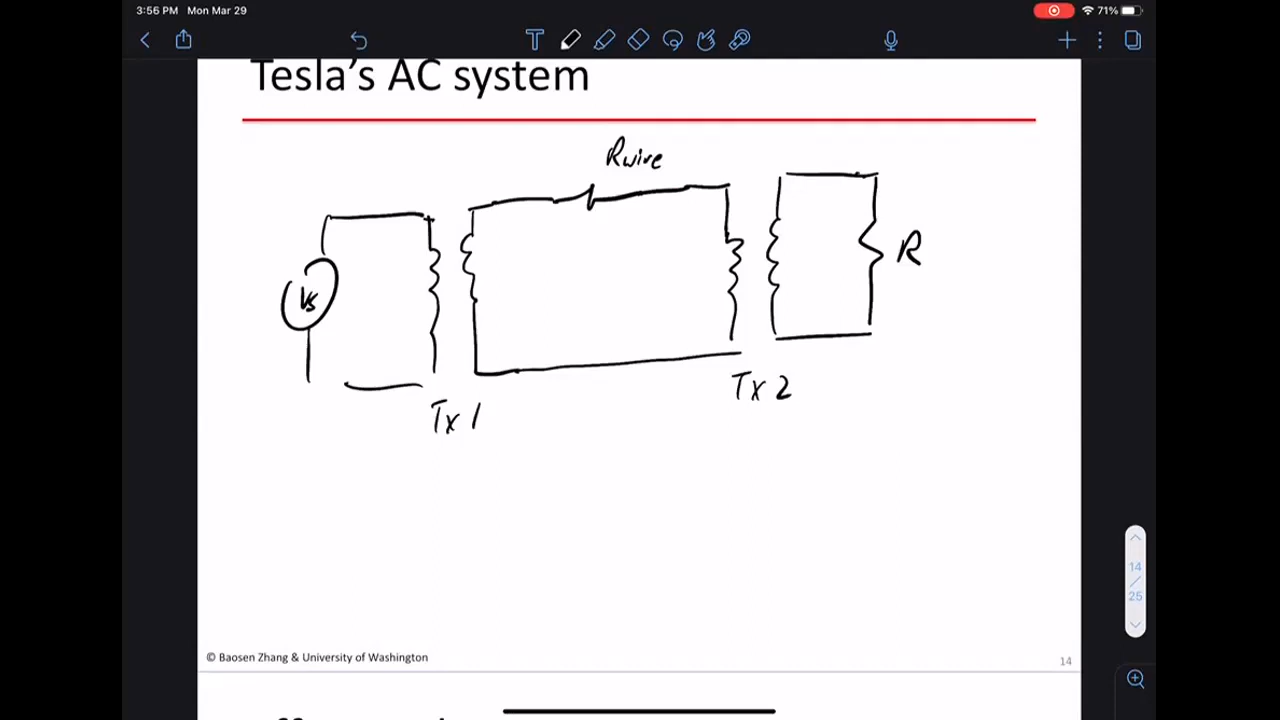 3:56 PM Mon Mar 29
71%
Tesla's AC system
Rwire
Vs
R
Tx 1
Tx 2
14
25
© Baosen Zhang & University of Washington
14